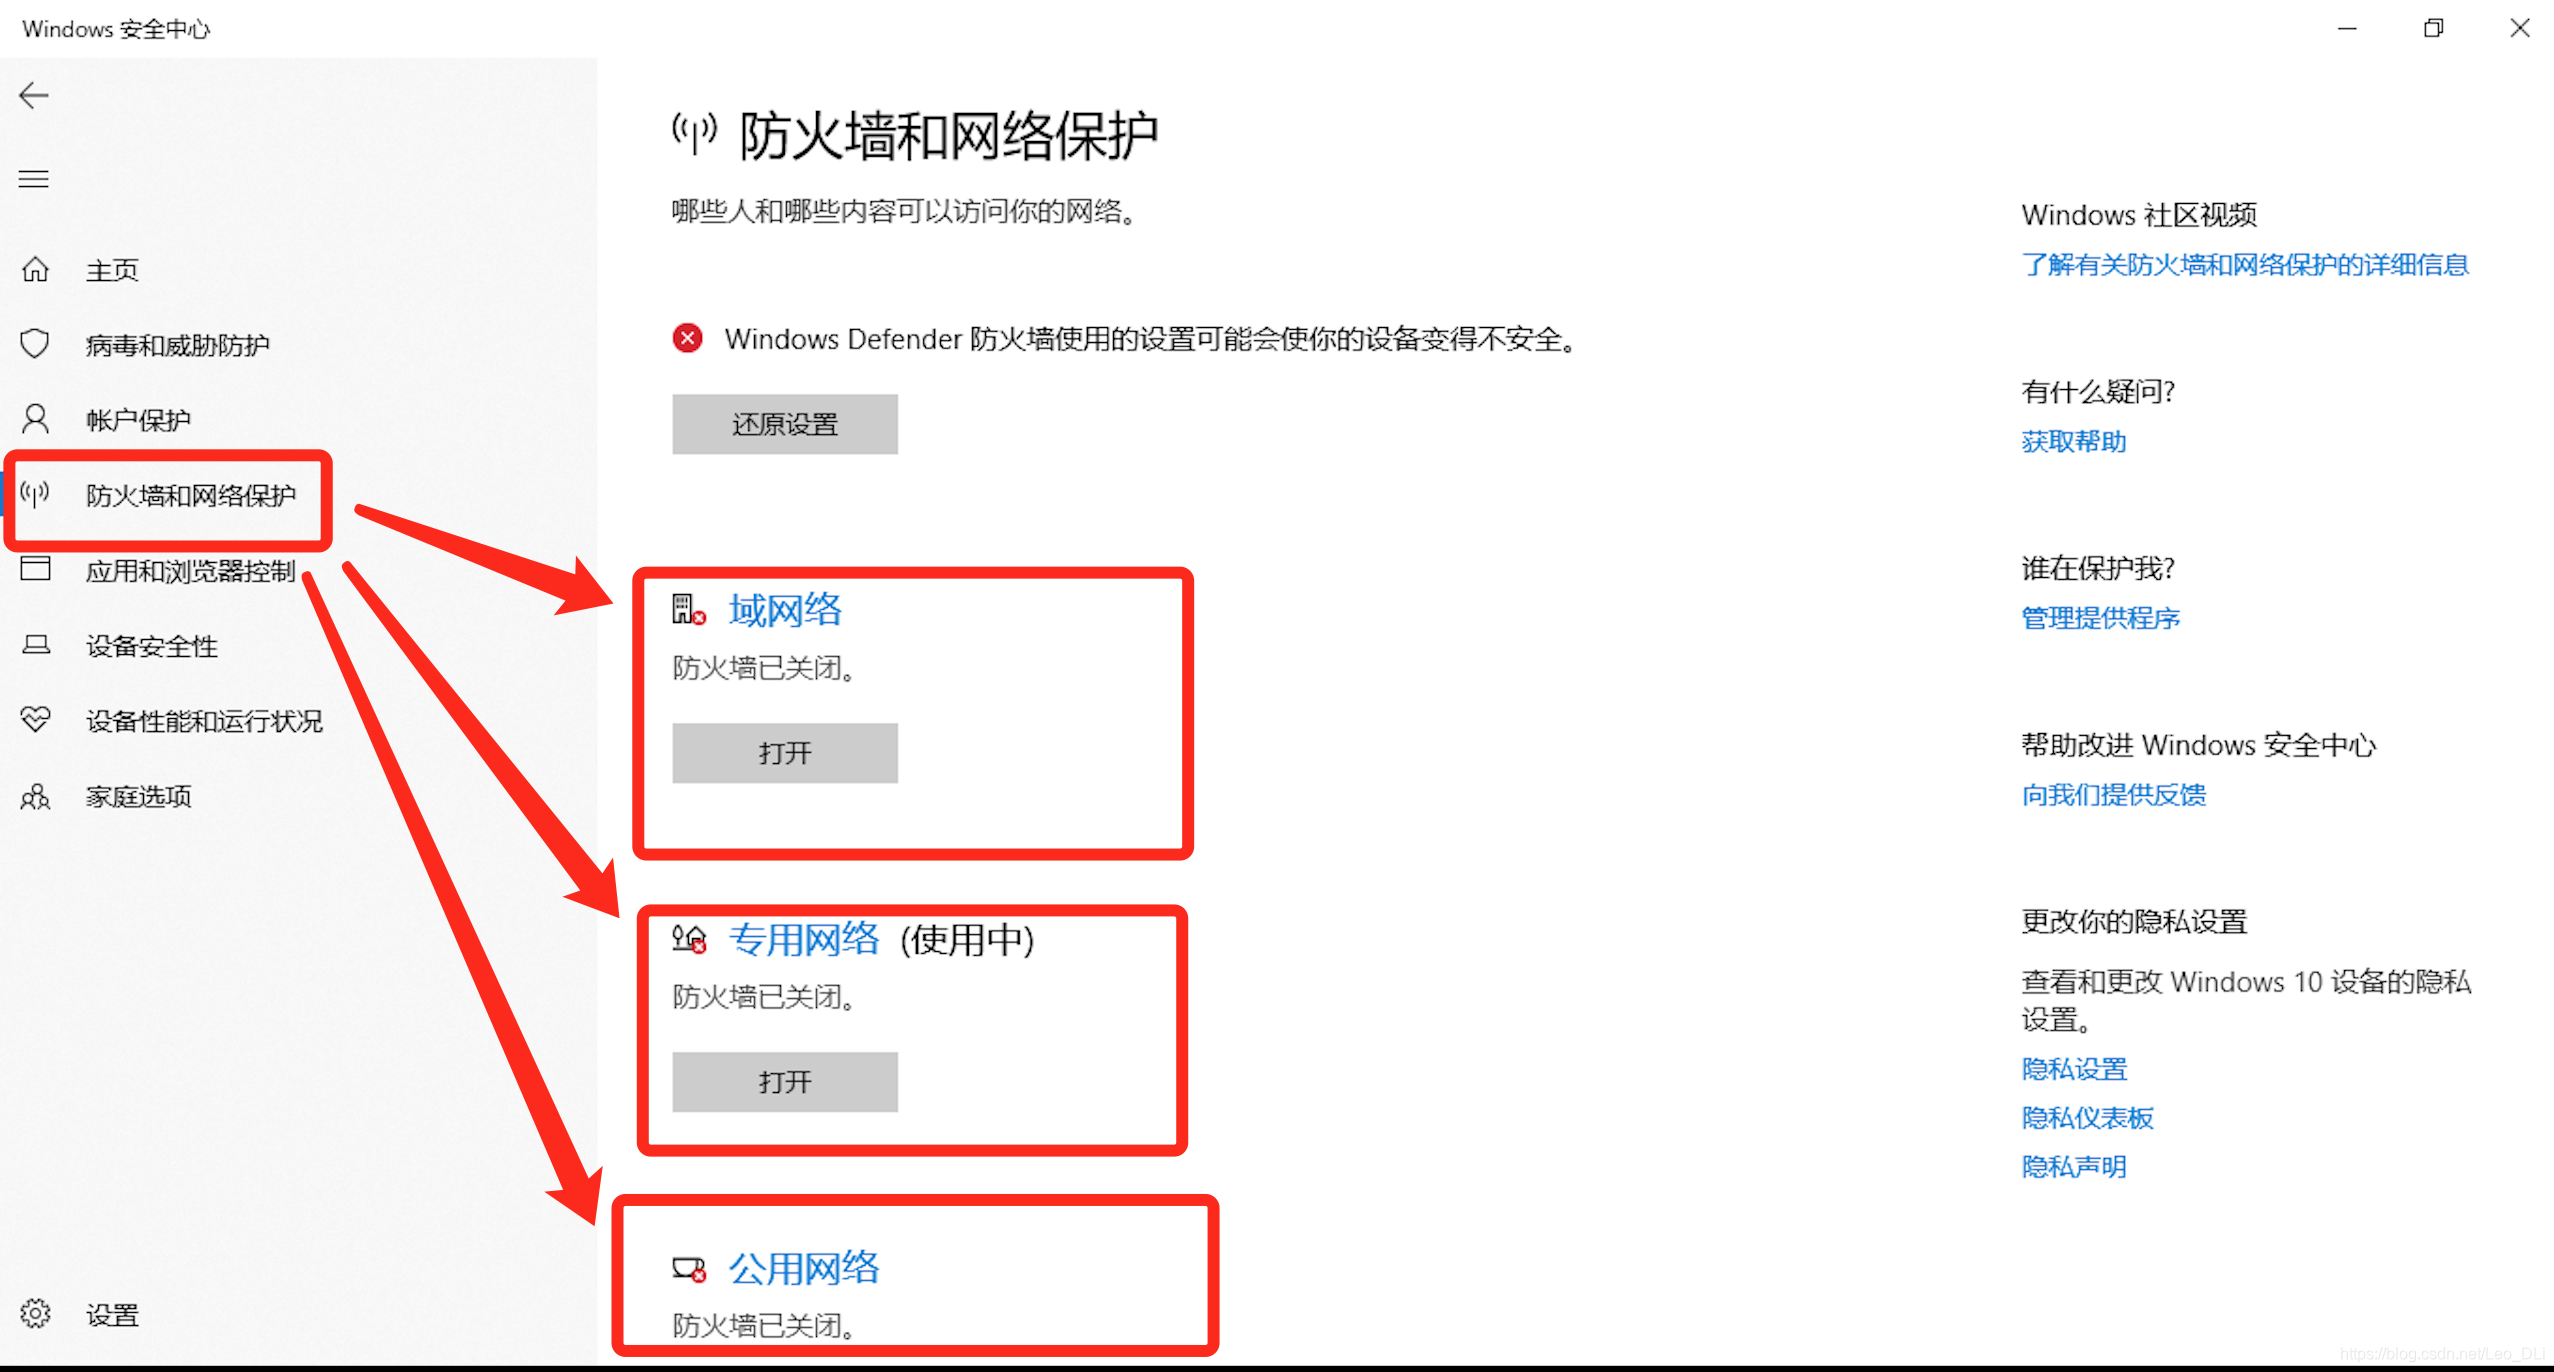 Windows 安全中心
主页
病毒和威胁防护
帐户保护
防火墙和网络保护
应用和浏览器控制
设备安全性
设备性能和运行状况
家庭选项
设置
防火墙和网络保护
哪些人和哪些内容可以访问你的网络。
Windows Defender 防火墙使用的设置可能会使你的设备变得不安全。
还原设置
域网络
防火墙已关闭。
打开
专用网络 (使用中)
防火墙已关闭。
打开
公用网络
防火墙已关闭。
Windows 社区视频
了解有关防火墙和网络保护的详细信息
有什么疑问?
获取帮助
谁在保护我?
管理提供程序
帮助改进 Windows 安全中心
向我们提供反馈
更改你的隐私设置
查看和更改 Windows 10 设备的隐私
设置。
隐私设置
隐私仪表板
隐私声明
https://blog.csdn.net/Leo_DLi